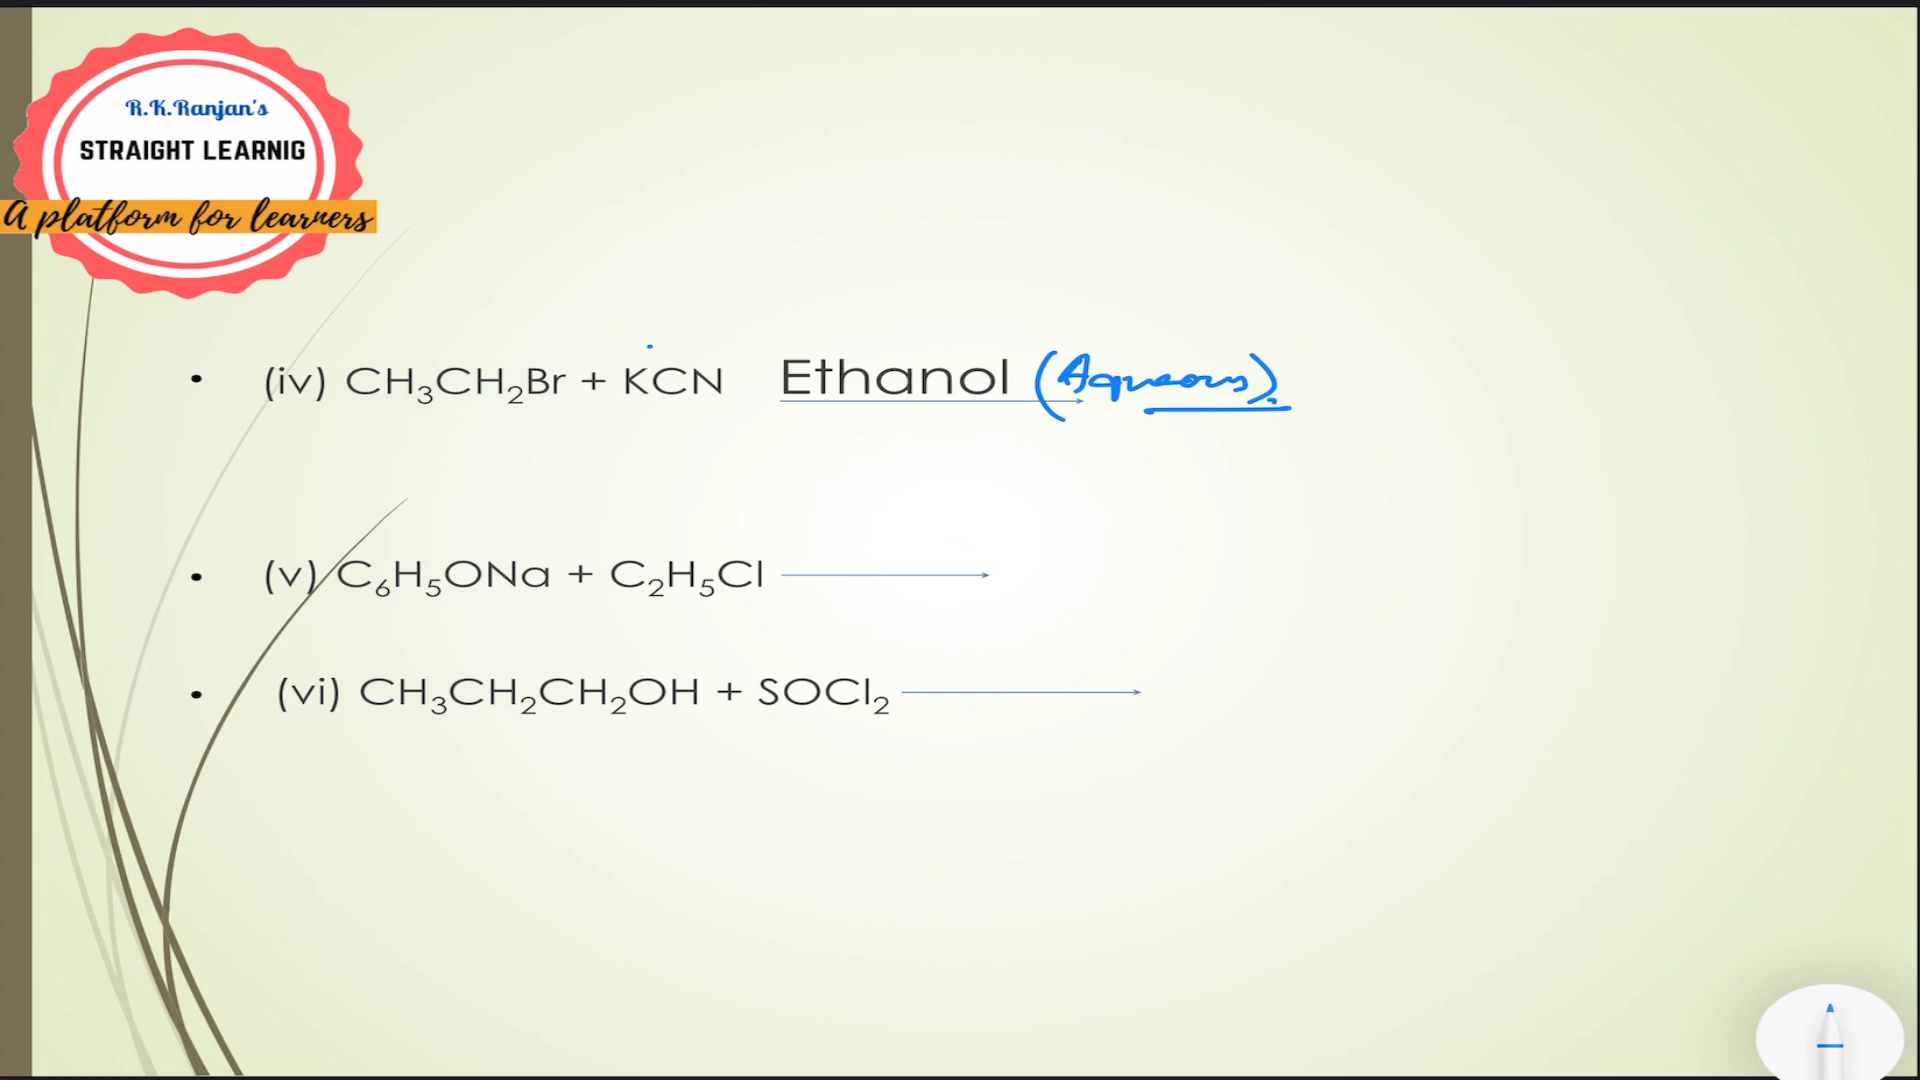 R.K.Ranjan's
STRAIGHT LEARNIG
A platform for learners
• (iv) CH₃CH₂Br + KCN Ethanol (Aqueous)
• (v) C₆H₅ONa + C₂H₅Cl
• (vi) CH₃CH₂CH₂OH + SOCl₂